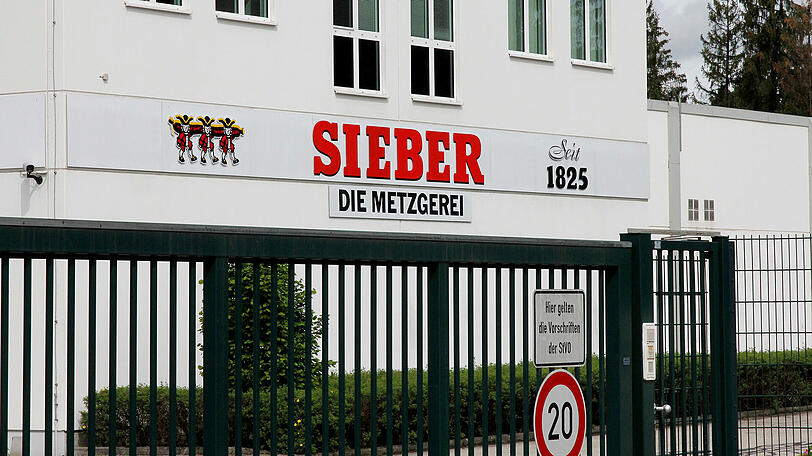 SIEBER
Seit
1825
DIE METZGEREI
Hier gelten
die Vorschriften
der StVO
20